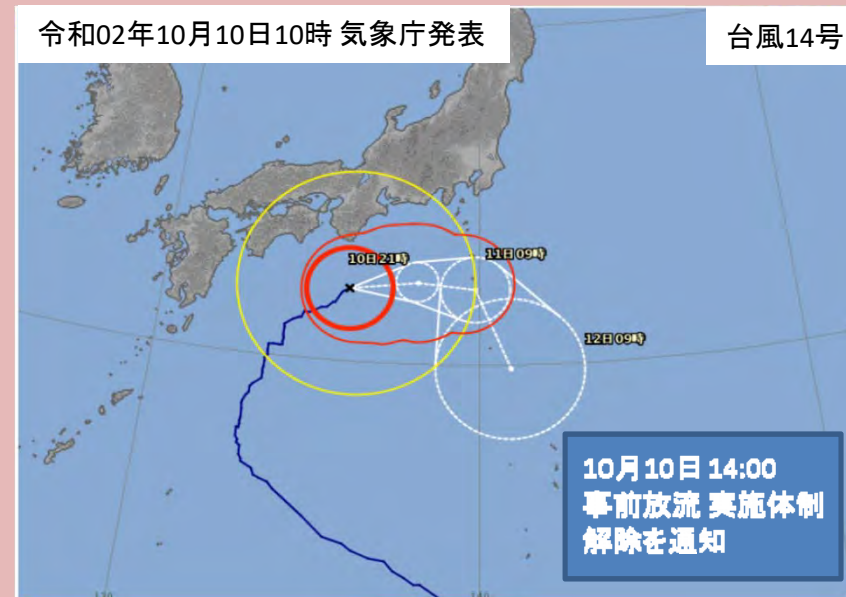 令和02年10月10日10時 気象庁発表
台風14号
10日21時
11日09時
12日09時
10月10日 14:00
事前放流 実施体制
解除を通知
130
140